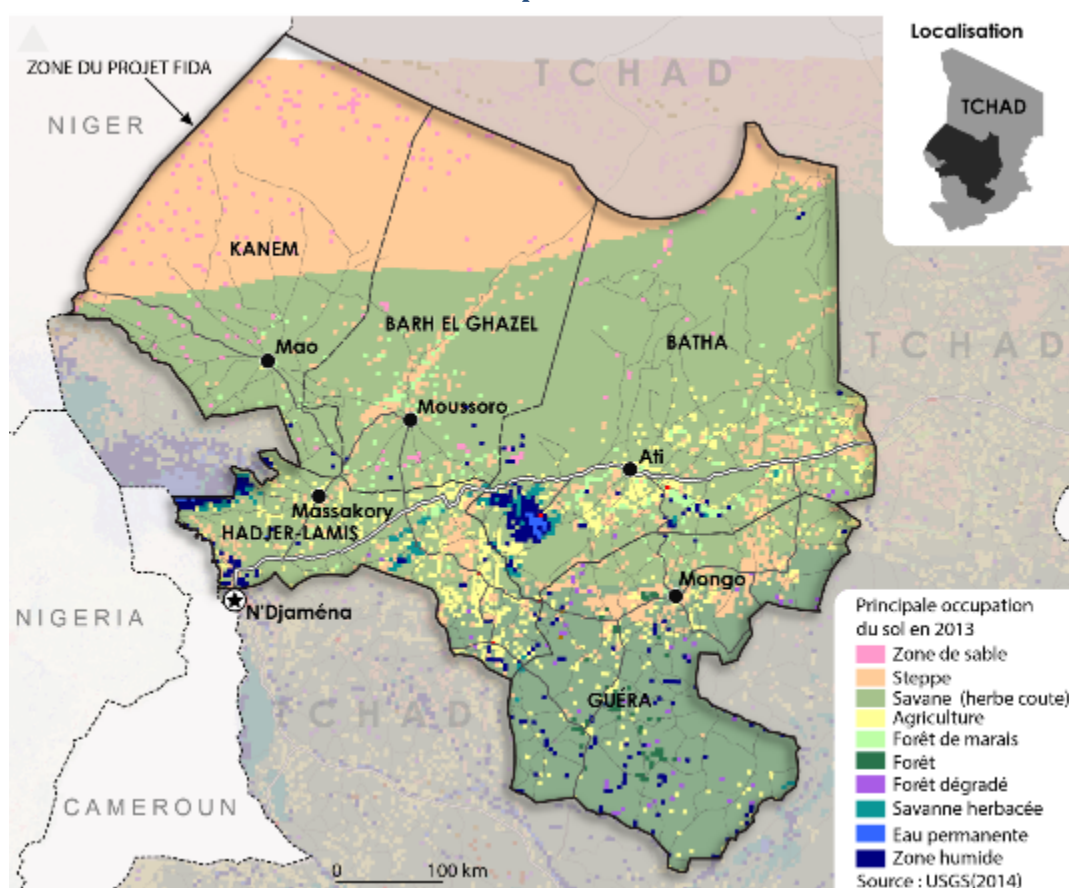 Localisation
TCHAD
ZONE DU PROJET FIDA
TCHAD
NIGER
KANEM
BARH EL GHAZEL
BATHA
TCHAD
Mao
Moussoro
Ati
Massakory
HADJER-LAMIS
Mongo
N'Djaména
NIGERIA
GUÉRA
TCHAD
CAMEROUN
0 100 km
Principale occupation
du sol en 2013
Zone de sable
Steppe
Savane (herbe coute)
Agriculture
Forêt de marais
Forêt
Forêt dégradé
Savanne herbacée
Eau permanente
Zone humide
Source : USGS(2014)